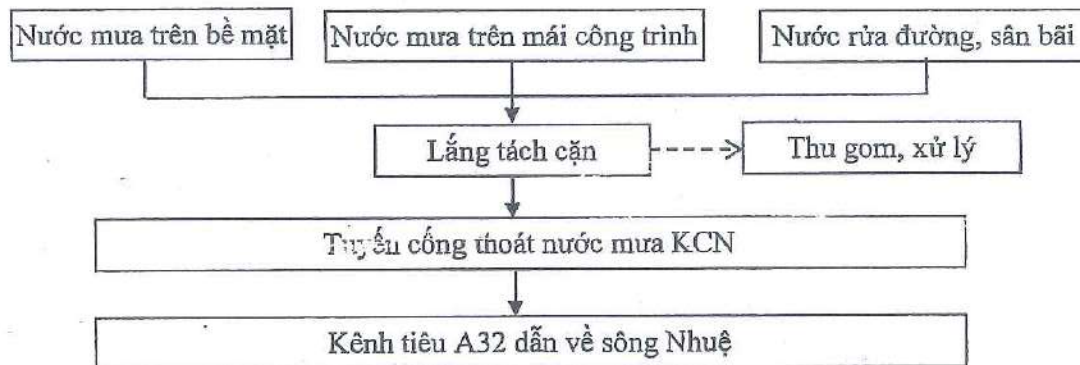 Nước mưa trên bề mặt
Nước mưa trên mái công trình
Nước rửa đường, sân bãi
Lắng tách cặn
Thu gom, xử lý
Tuyến cống thoát nước mưa KCN
Kênh tiêu A32 dẫn về sông Nhuệ